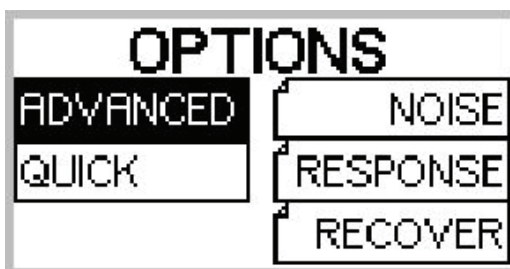 OPTIONS
ADVANCED
NOISE
QUICK
RESPONSE
RECOVER